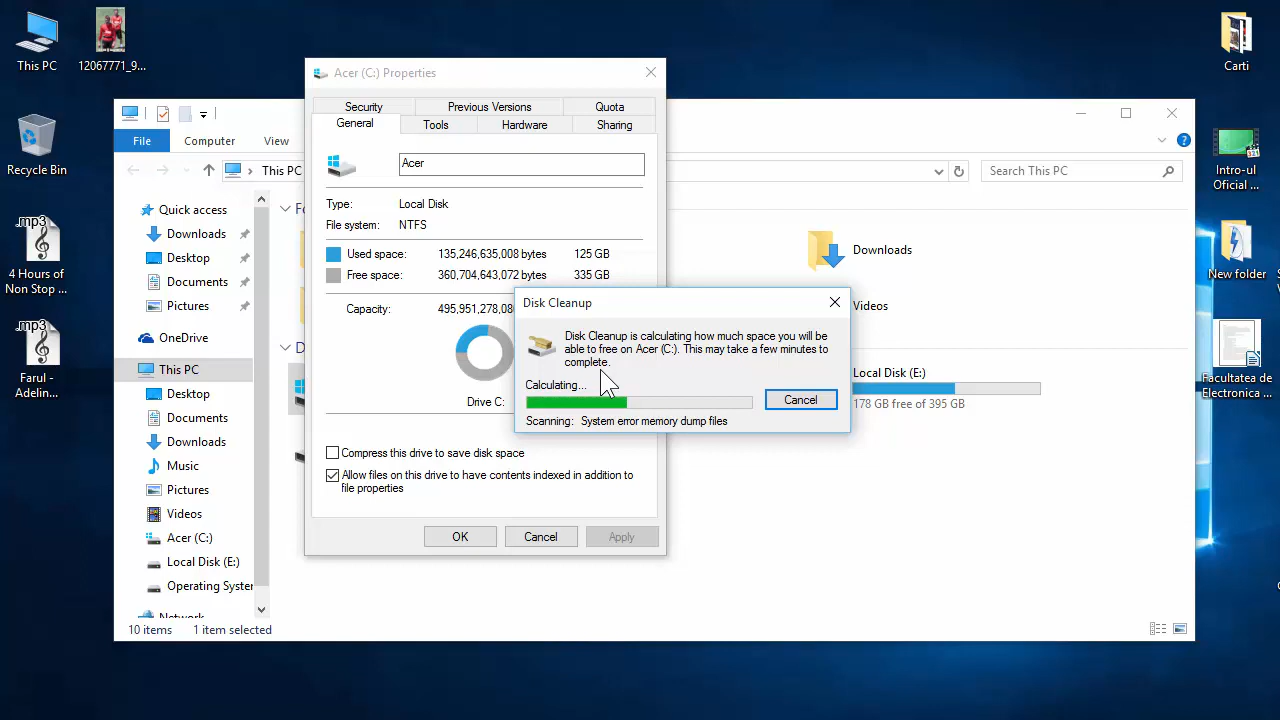 This PC
12067771_9...
Recycle Bin
.mp3
4 Hours of
Non Stop ...
.mp3
Farul -
Adelin...
Carti
Intro-ul
Oficial ...
New folder
Facultatea de
Electronica ...
File
Computer
View
This PC
Search This PC
Quick access
Downloads
Desktop
Documents
Pictures
OneDrive
This PC
Desktop
Documents
Downloads
Music
Pictures
Videos
Acer (C:)
Local Disk (E:)
Operating System
Network
10 items
1 item selected
Downloads
Videos
Local Disk (E:)
178 GB free of 395 GB
Acer (C:) Properties
Security
Previous Versions
Quota
General
Tools
Hardware
Sharing
Acer
Type: Local Disk
File system: NTFS
Used space: 135,246,635,008 bytes 125 GB
Free space: 360,704,643,072 bytes 335 GB
Capacity: 495,951,278,08
Drive C:
Compress this drive to save disk space
Allow files on this drive to have contents indexed in addition to
file properties
OK
Cancel
Apply
Disk Cleanup
Disk Cleanup is calculating how much space you will be
able to free on Acer (C:). This may take a few minutes to
complete.
Calculating...
Cancel
Scanning: System error memory dump files